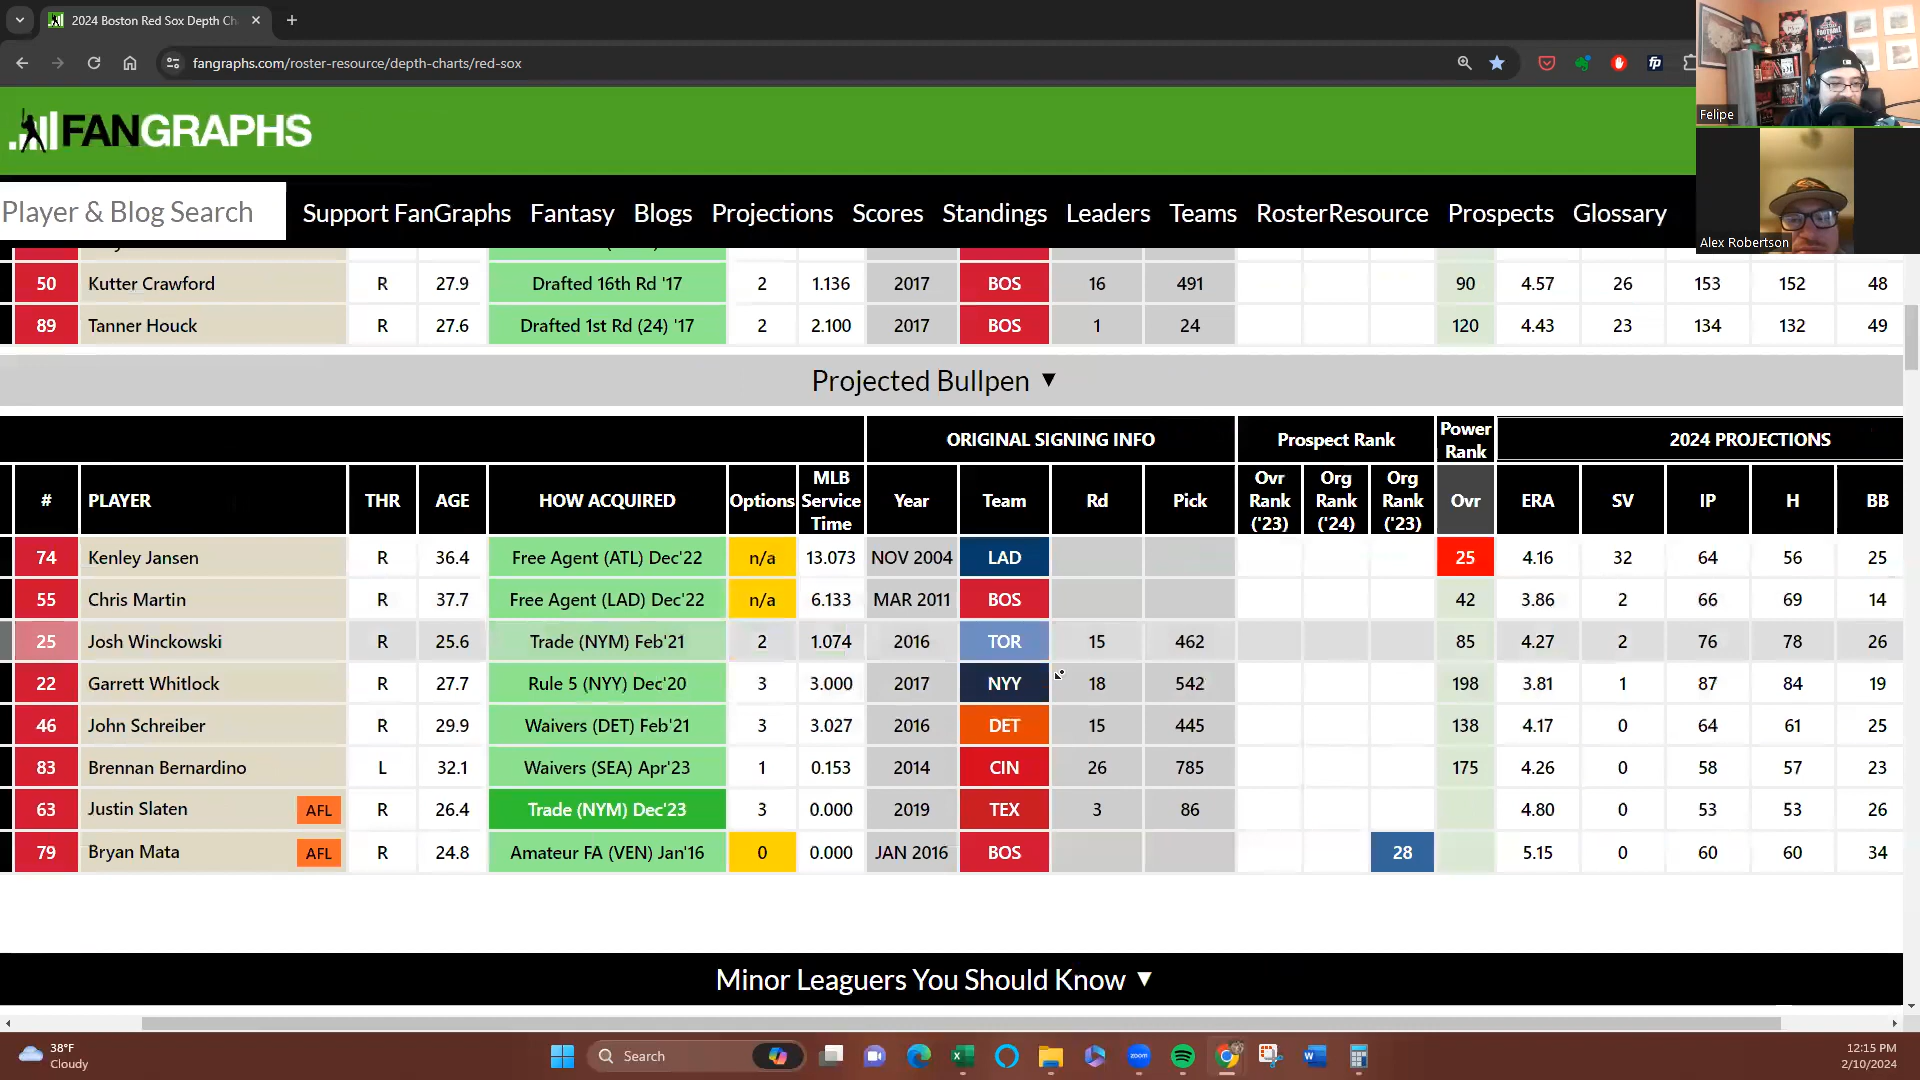 2024 Boston Red Sox Depth Ch
fangraphs.com/roster-resource/depth-charts/red-sox
Felipe
Alex Robertson
FANGRAPHS
Player & Blog Search Support FanGraphs Fantasy Blogs Projections Scores Standings Leaders Teams RosterResource Prospects Glossary
50 Kutter Crawford R 27.9 Drafted 16th Rd '17 2 1.136 2017 BOS 16 491 90 4.57 26 153 152 48
89 Tanner Houck R 27.6 Drafted 1st Rd (24) '17 2 2.100 2017 BOS 1 24 120 4.43 23 134 132 49
Projected Bullpen ▼
ORIGINAL SIGNING INFO Prospect Rank Power Rank 2024 PROJECTIONS
# PLAYER THR AGE HOW ACQUIRED Options MLB Service Time Year Team Rd Pick Ovr Rank ('23) Org Rank ('24) Org Rank ('23) Ovr ERA SV IP H BB
74 Kenley Jansen R 36.4 Free Agent (ATL) Dec'22 n/a 13.073 NOV 2004 LAD 25 4.16 32 64 56 25
55 Chris Martin R 37.7 Free Agent (LAD) Dec'22 n/a 6.133 MAR 2011 BOS 42 3.86 2 66 69 14
25 Josh Winckowski R 25.6 Trade (NYM) Feb'21 2 1.074 2016 TOR 15 462 85 4.27 2 76 78 26
22 Garrett Whitlock R 27.7 Rule 5 (NYY) Dec'20 3 3.000 2017 NYY 18 542 198 3.81 1 87 84 19
46 John Schreiber R 29.9 Waivers (DET) Feb'21 3 3.027 2016 DET 15 445 138 4.17 0 64 61 25
83 Brennan Bernardino L 32.1 Waivers (SEA) Apr'23 1 0.153 2014 CIN 26 785 175 4.26 0 58 57 23
63 Justin Slaten AFL R 26.4 Trade (NYM) Dec'23 3 0.000 2019 TEX 3 86 4.80 0 53 53 26
79 Bryan Mata AFL R 24.8 Amateur FA (VEN) Jan'16 0 0.000 JAN 2016 BOS 28 5.15 0 60 60 34
Minor Leaguers You Should Know ▼
38°F
Cloudy
Search
12:15 PM
2/10/2024